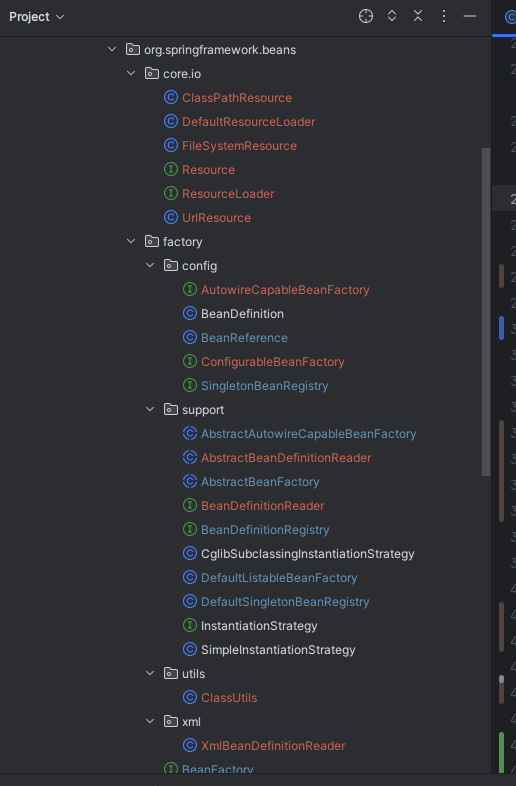 Project
org.springframework.beans
core.io
ClassPathResource
DefaultResourceLoader
FileSystemResource
Resource
ResourceLoader
UrlResource
factory
config
AutowireCapableBeanFactory
BeanDefinition
BeanReference
ConfigurableBeanFactory
SingletonBeanRegistry
support
AbstractAutowireCapableBeanFactory
AbstractBeanDefinitionReader
AbstractBeanFactory
BeanDefinitionReader
BeanDefinitionRegistry
CglibSubclassingInstantiationStrategy
DefaultListableBeanFactory
DefaultSingletonBeanRegistry
InstantiationStrategy
SimpleInstantiationStrategy
utils
ClassUtils
xml
XmlBeanDefinitionReader
BeanFactory